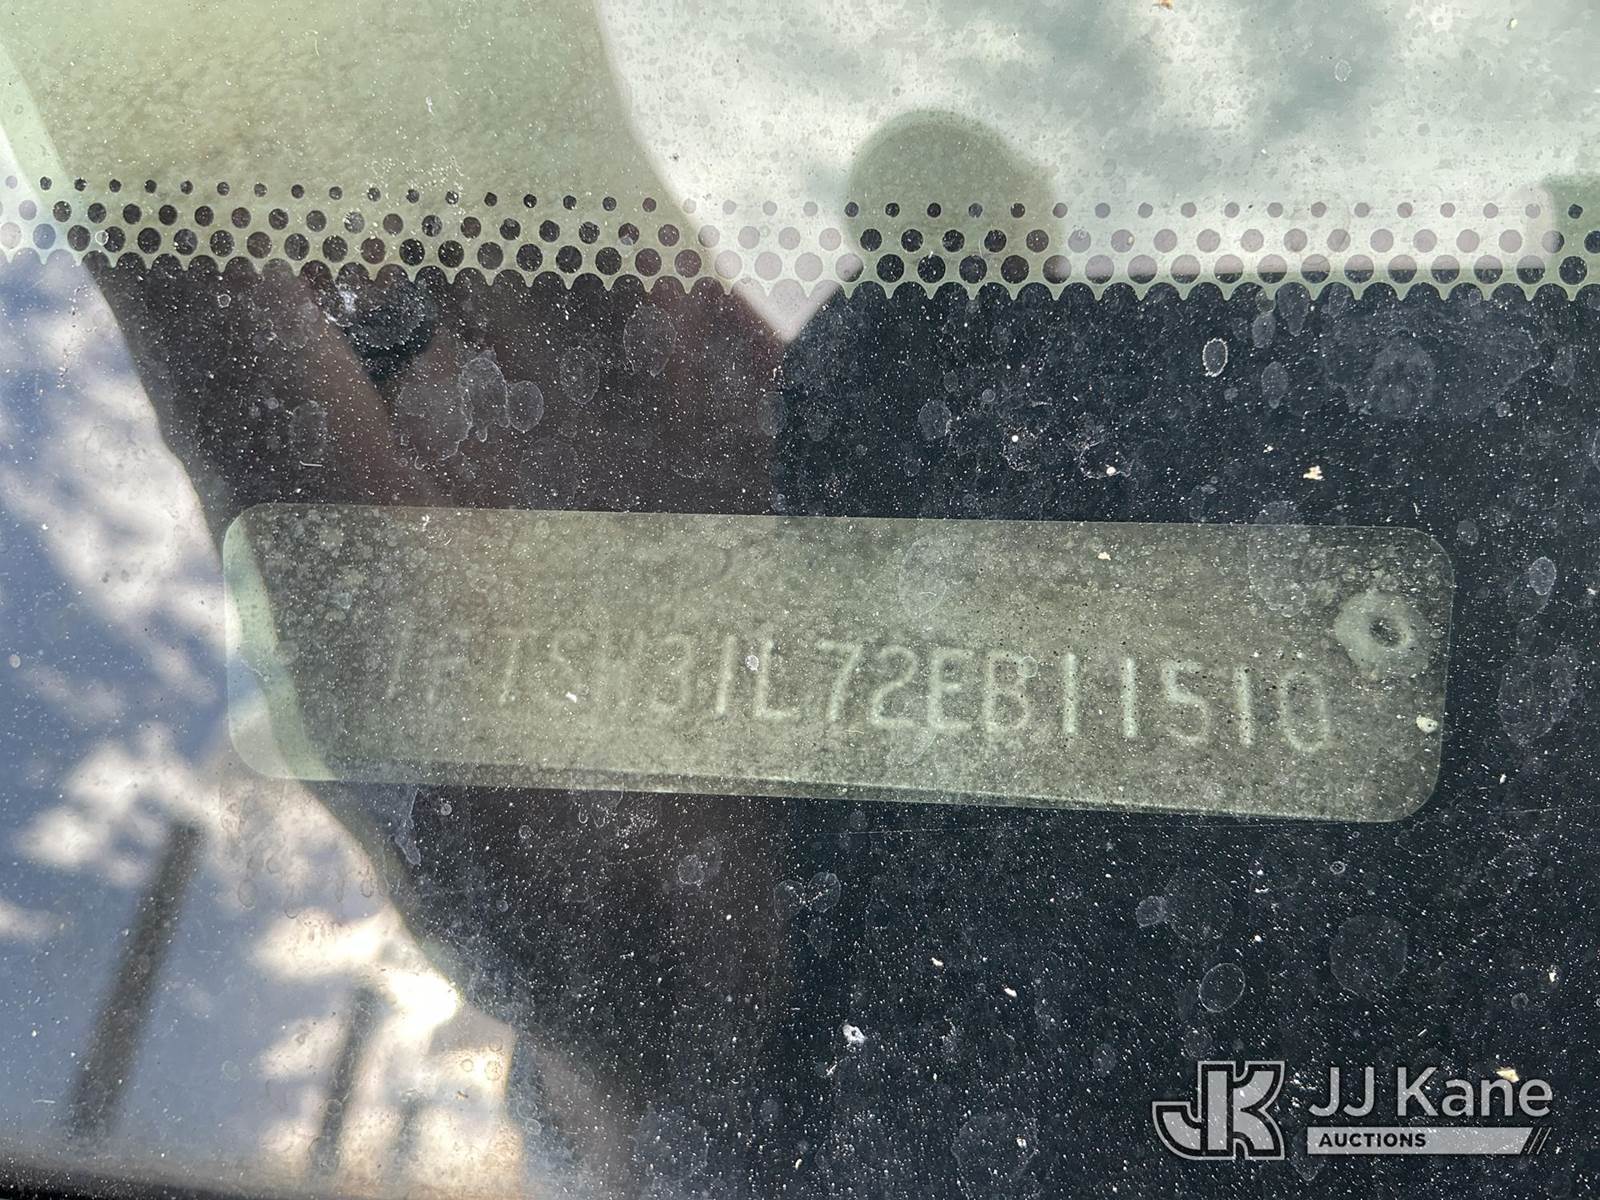 1FTSW31L72EB11510
JK JJ Kane
AUCTIONS